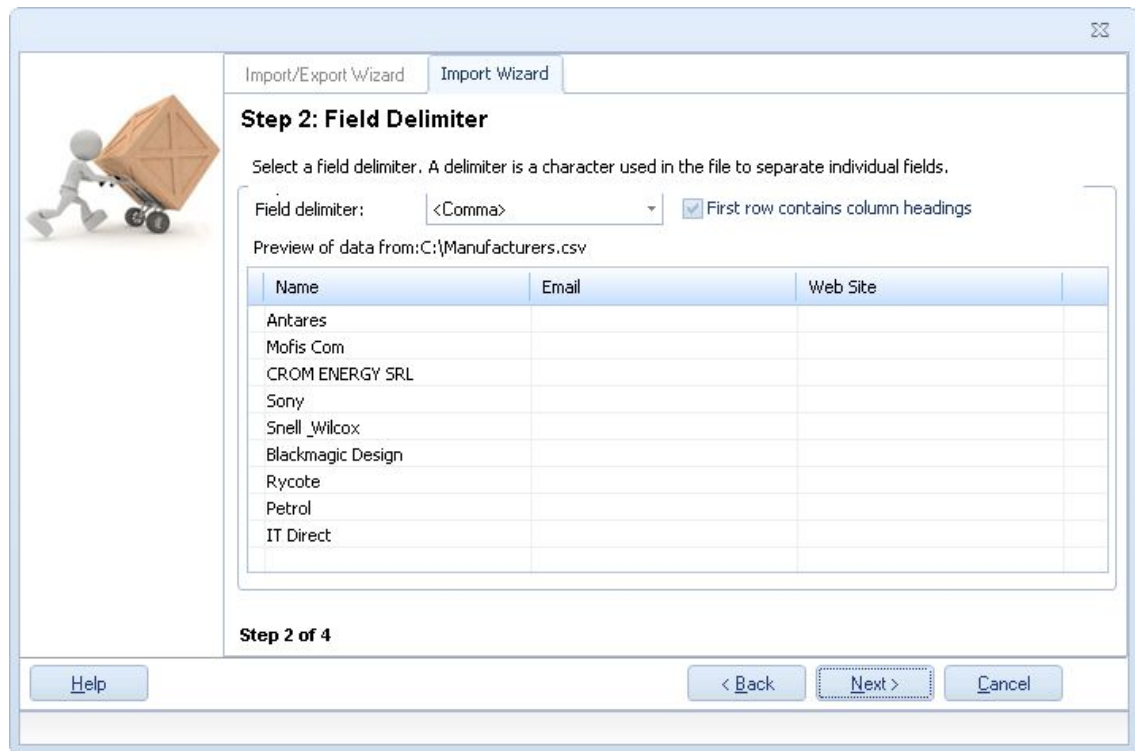 Import/Export Wizard Import Wizard
Step 2: Field Delimiter
Select a field delimiter. A delimiter is a character used in the file to separate individual fields.
Field delimiter: <Comma> First row contains column headings
Preview of data from:C:\Manufacturers.csv
Name Email Web Site
Antares
Mofis Com
CROM ENERGY SRL
Sony
Snell _Wilcox
Blackmagic Design
Rycote
Petrol
IT Direct
Step 2 of 4
Help < Back Next > Cancel